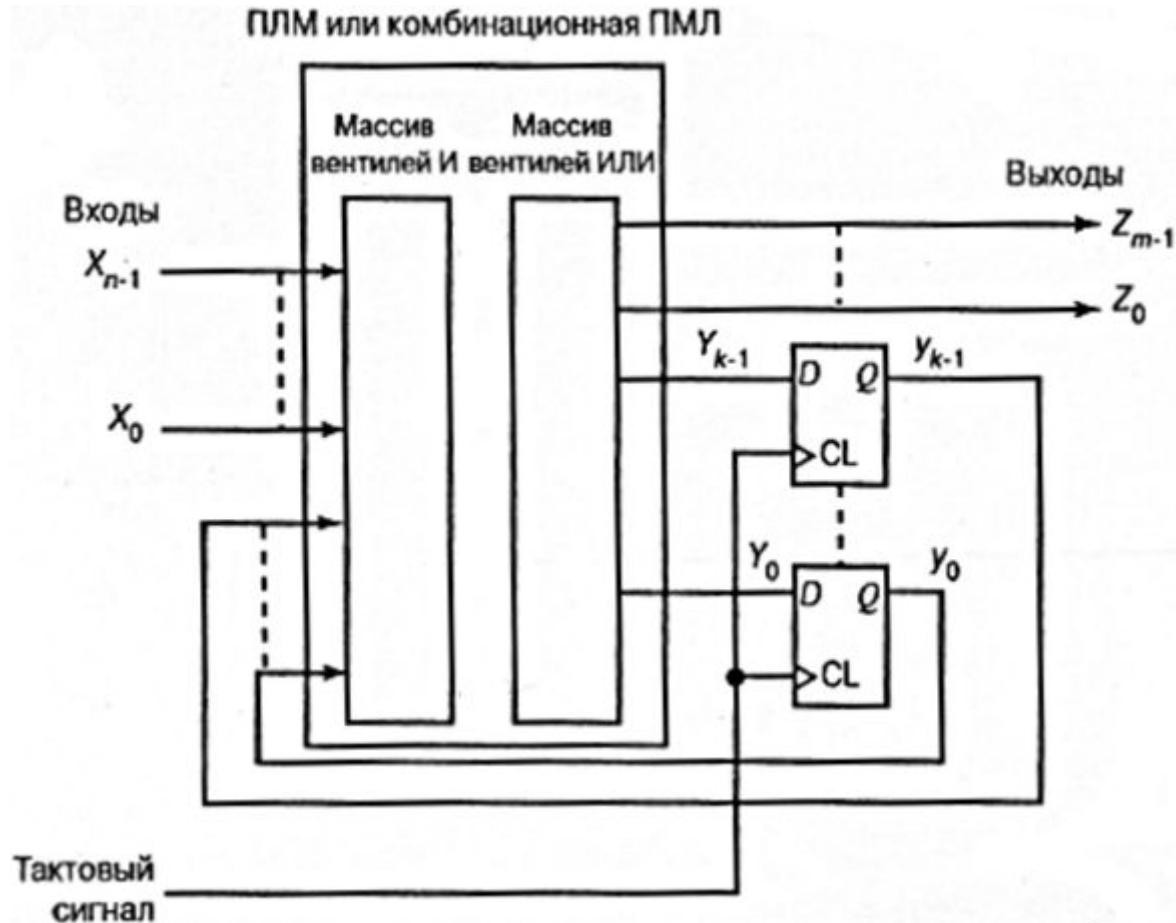 ПЛМ или комбинационная ПМЛ
Массив
вентилей И
Массив
вентилей ИЛИ
Входы
Выходы
X_{n-1}
X_0
Z_{m-1}
Z_0
Y_{k-1}
D Q
y_{k-1}
CL
Y_0
D Q
y_0
CL
Тактовый
сигнал